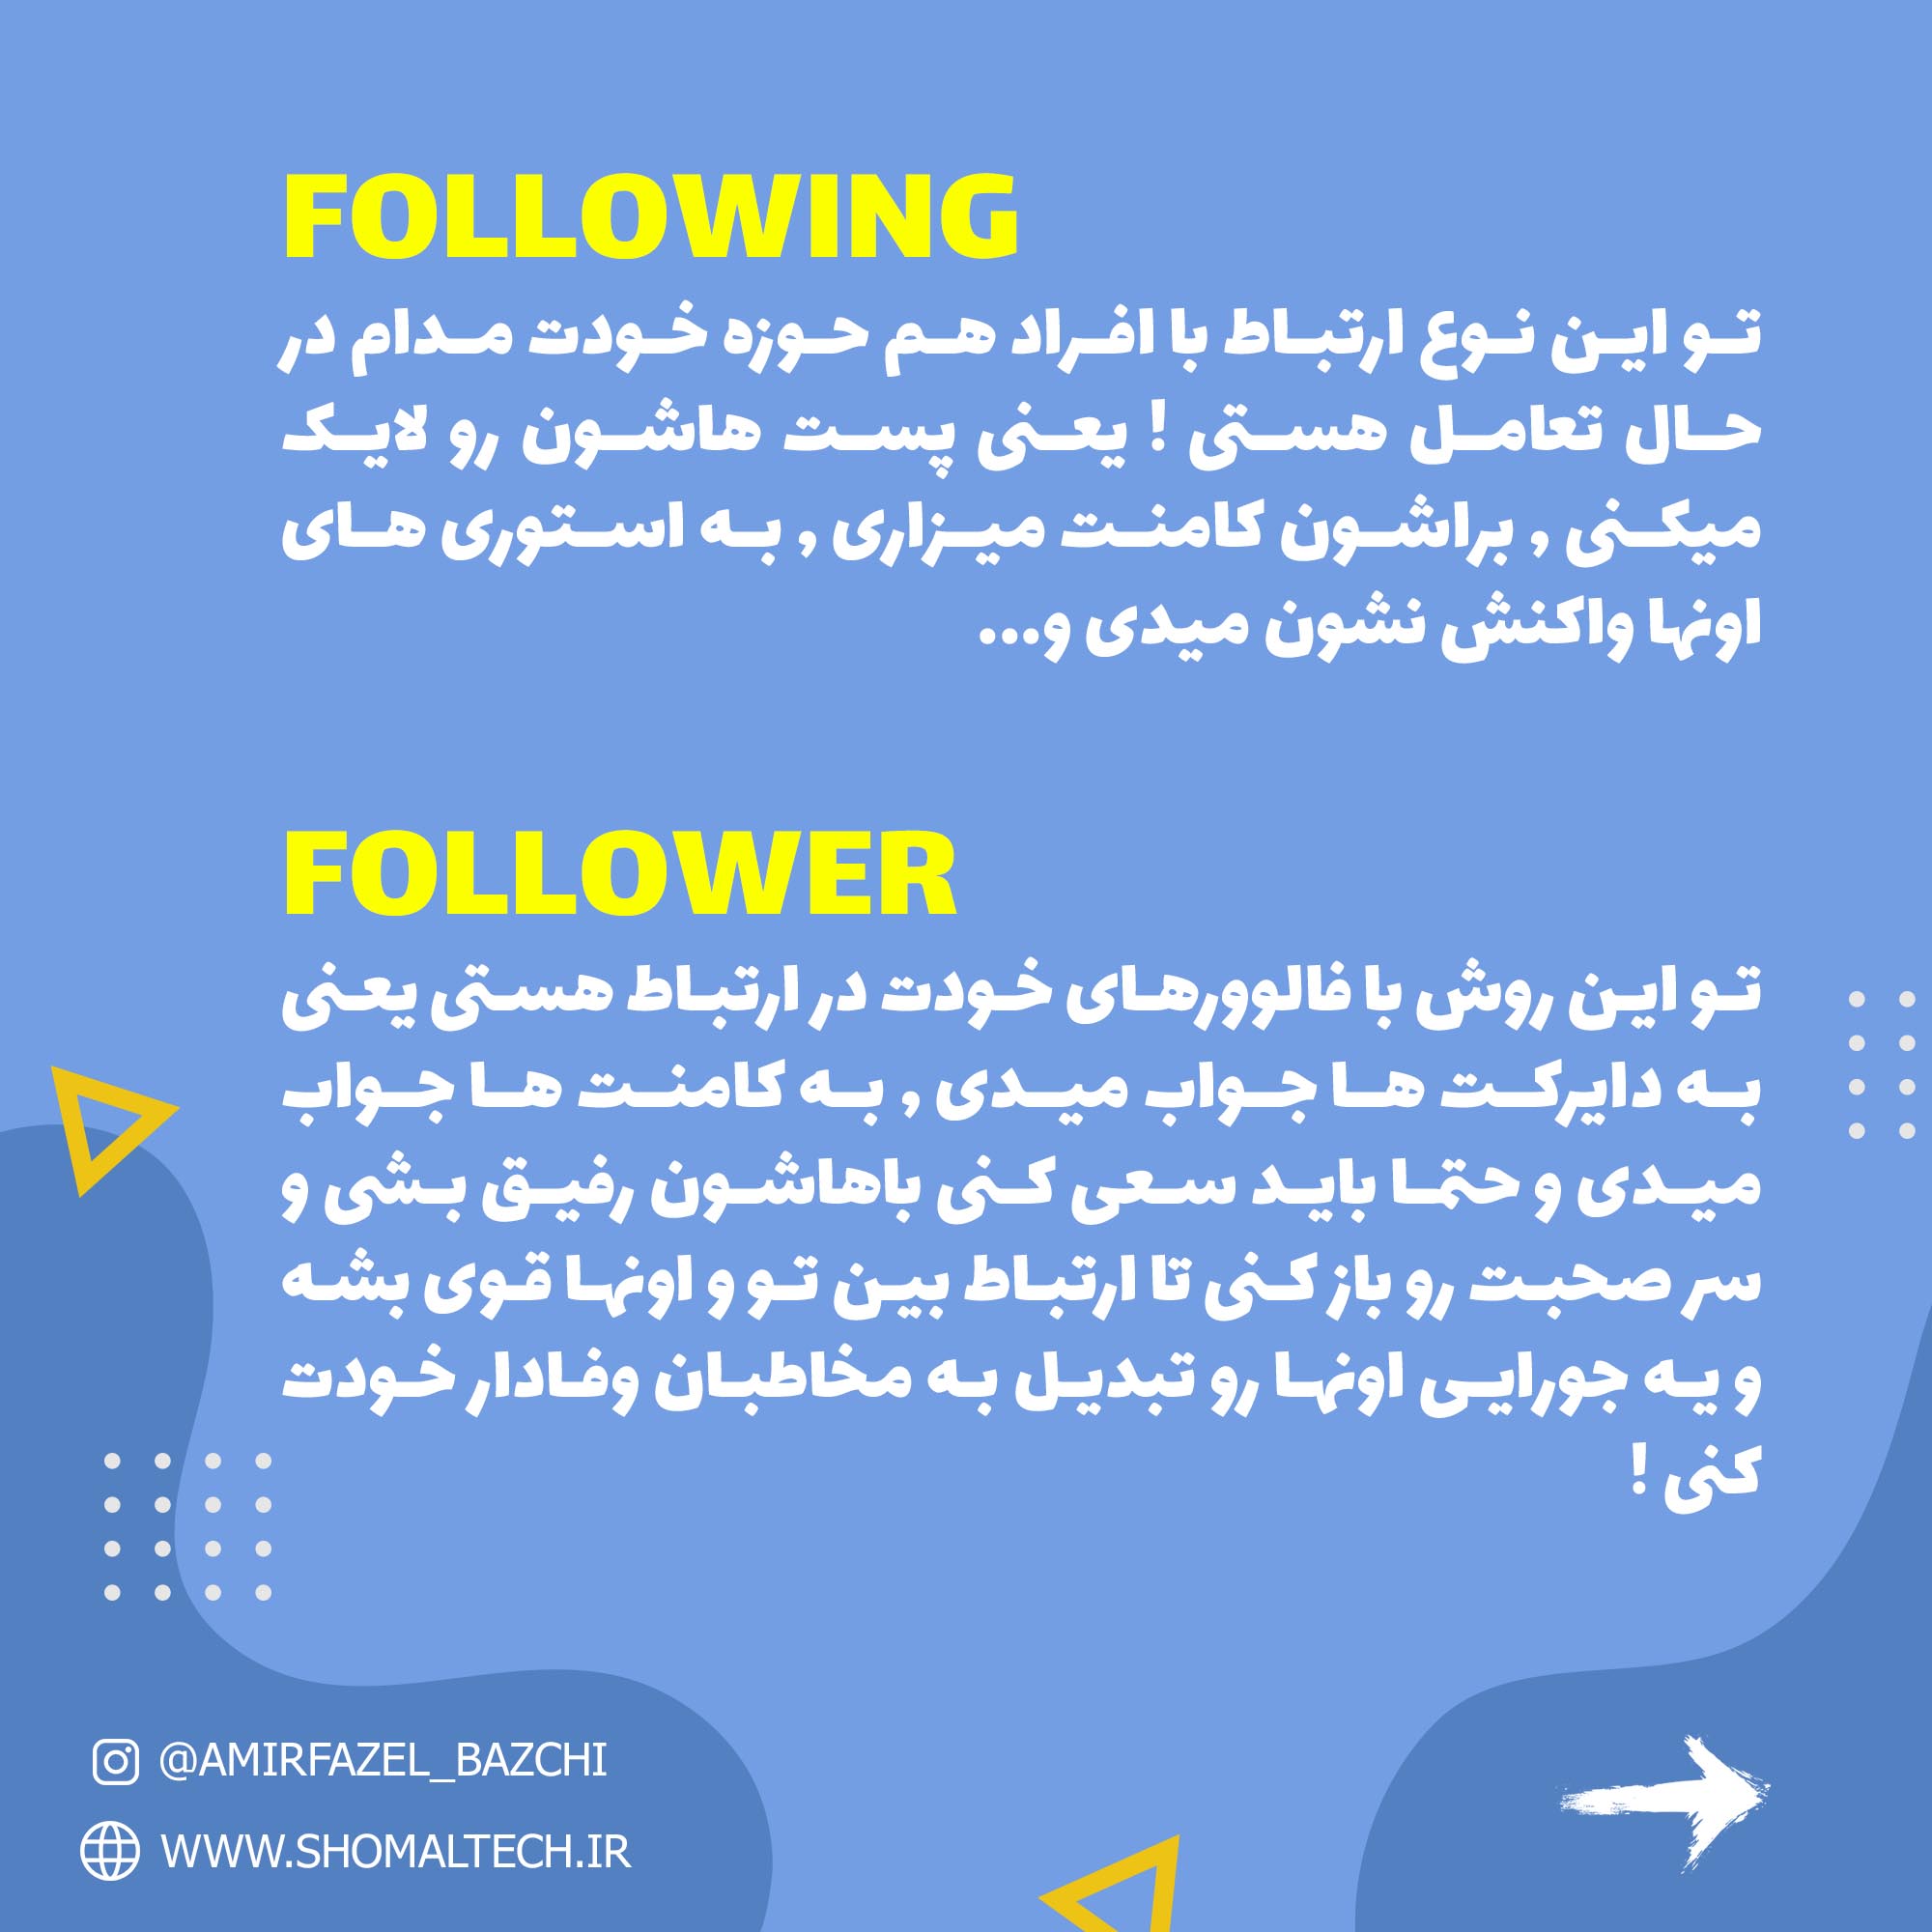 FOLLOWING
تو این نوع ارتباط با افراد هم حوزه خودت مدام در
حال تعامل هستی ! یعنی پست هاشون رو لایک
میکنی , براشون کامنت میزاری , به استوری های
اونها واکنش نشون میدی و...
FOLLOWER
تو این روش با فالوورهای خودت در ارتباط هستی یعنی
به دایرکت ها جواب میدی , به کامنت ها جواب
میدی و حتما باید سعی کنی باهاشون رفیق بشی و
سر صحبت رو باز کنی تا ارتباط بین تو و اونها قوی بشه
و یه جورایی اونها رو تبدیل به مخاطبان وفادار خودت
کنی !
@AMIRFAZEL_BAZCHI
WWW.SHOMALTECH.IR